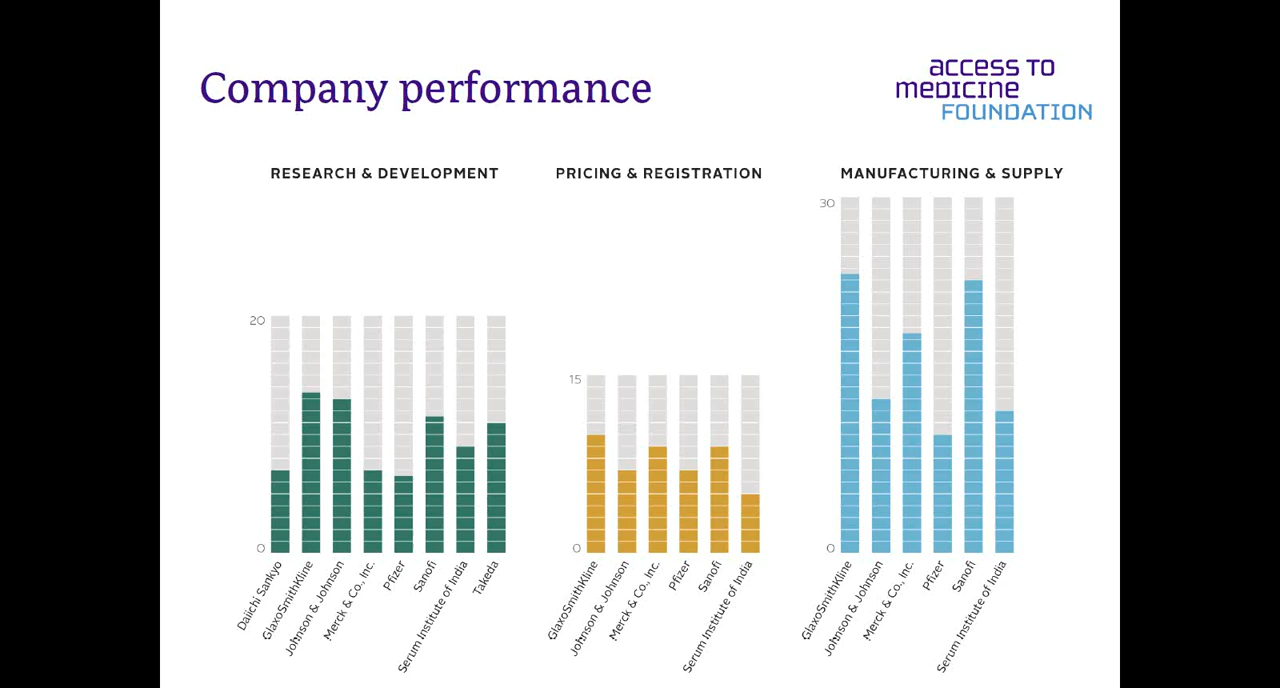 Company performance
access to
medicine
FOUNDATION
RESEARCH & DEVELOPMENT
PRICING & REGISTRATION
MANUFACTURING & SUPPLY
20
0
Daiichi Sankyo
GlaxoSmithKline
Johnson & Johnson
Merck & Co., Inc.
Pfizer
Sanofi
Serum Institute of India
Takeda
15
0
GlaxoSmithKline
Johnson & Johnson
Merck & Co., Inc.
Pfizer
Sanofi
Serum Institute of India
30
0
GlaxoSmithKline
Johnson & Johnson
Merck & Co., Inc.
Pfizer
Sanofi
Serum Institute of India